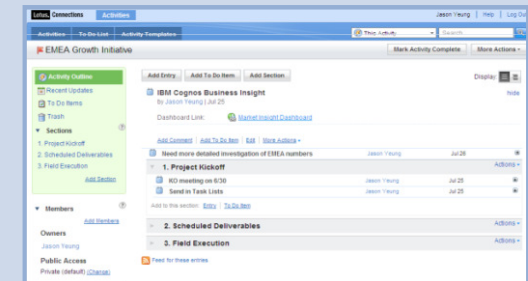 Lotus. Connections Activities Jason Yeung | Help | Log Ou
Activities To Do List Activity Templates This Activity Search
EMEA Growth Initiative Mark Activity Complete More Actions
Activity Outline
Recent Updates
To Do Items
Trash
Sections
1. Project Kickoff
2. Scheduled Deliverables
3. Field Execution
Add Section
Members
Add Members
Owners
Jason Yeung
Public Access
Private (default) (Change)
Add Entry Add To Do Item Add Section Display
IBM Cognos Business Insight hide
By Jason Yeung | Jul 25
Dashboard Link: Market Insight Dashboard
Add Comment | Add To Do Item | Edit | More Actions
Need more detailed investigation of EMEA numbers Jason Yeung Jul 26
1. Project Kickoff Actions
KO meeting on 6/30 Jason Yeung Jul 25
Send in Task Lists Jason Yeung Jul 25
Add to this section: Entry | To Do Item
2. Scheduled Deliverables Actions
3. Field Execution Actions
Feed for these entries